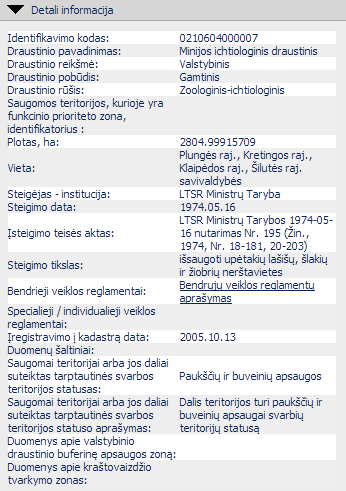 Detali informacija
Identifikavimo kodas: 0210604000007
Draustinio pavadinimas: Minijos ichtiologinis draustinis
Draustinio reikšmė: Valstybinis
Draustinio pobūdis: Gamtinis
Draustinio rūšis: Zoologinis-ichtiologinis
Saugomos teritorijos, kurioje yra
funkcinio prioriteto zona,
identifikatorius :
Plotas, ha: 2804.99915709
Vieta: Plungės raj., Kretingos raj.,
Klaipėdos raj., Šilutės raj.
savivaldybės
Steigėjas - institucija: LTSR Ministrų Taryba
Steigimo data: 1974.05.16
Įsteigimo teisės aktas: LTSR Ministrų Tarybos 1974-05-
16 nutarimas Nr. 195 (Žin.,
1974, Nr. 18-181, 20-203)
Steigimo tikslas: išsaugoti upėtakių lašišų, šlakių
ir žiobrių nerštavietes
Bendrieji veiklos reglamentai: Bendrujų veiklos reglamentų
aprašymas
Specialieji / individualieji veiklos
reglamentai:
Įregistravimo į kadastrą data: 2005.10.13
Duomenų šaltiniai:
Saugomai teritorijai arba jos daliai
suteiktas tarptautinės svarbos
teritorijos statusas: Paukščių ir buveinių apsaugos
Saugomai teritorijai arba jos daliai
suteiktas tarptautinės svarbos
teritorijos statuso aprašymas: Dalis teritorijos turi paukščių ir
buveinių apsaugai svarbių
teritorijų statusą
Duomenys apie valstybinio
draustinio buferinę apsaugos zoną:
Duomenys apie kraštovaizdžio
tvarkymo zonas: